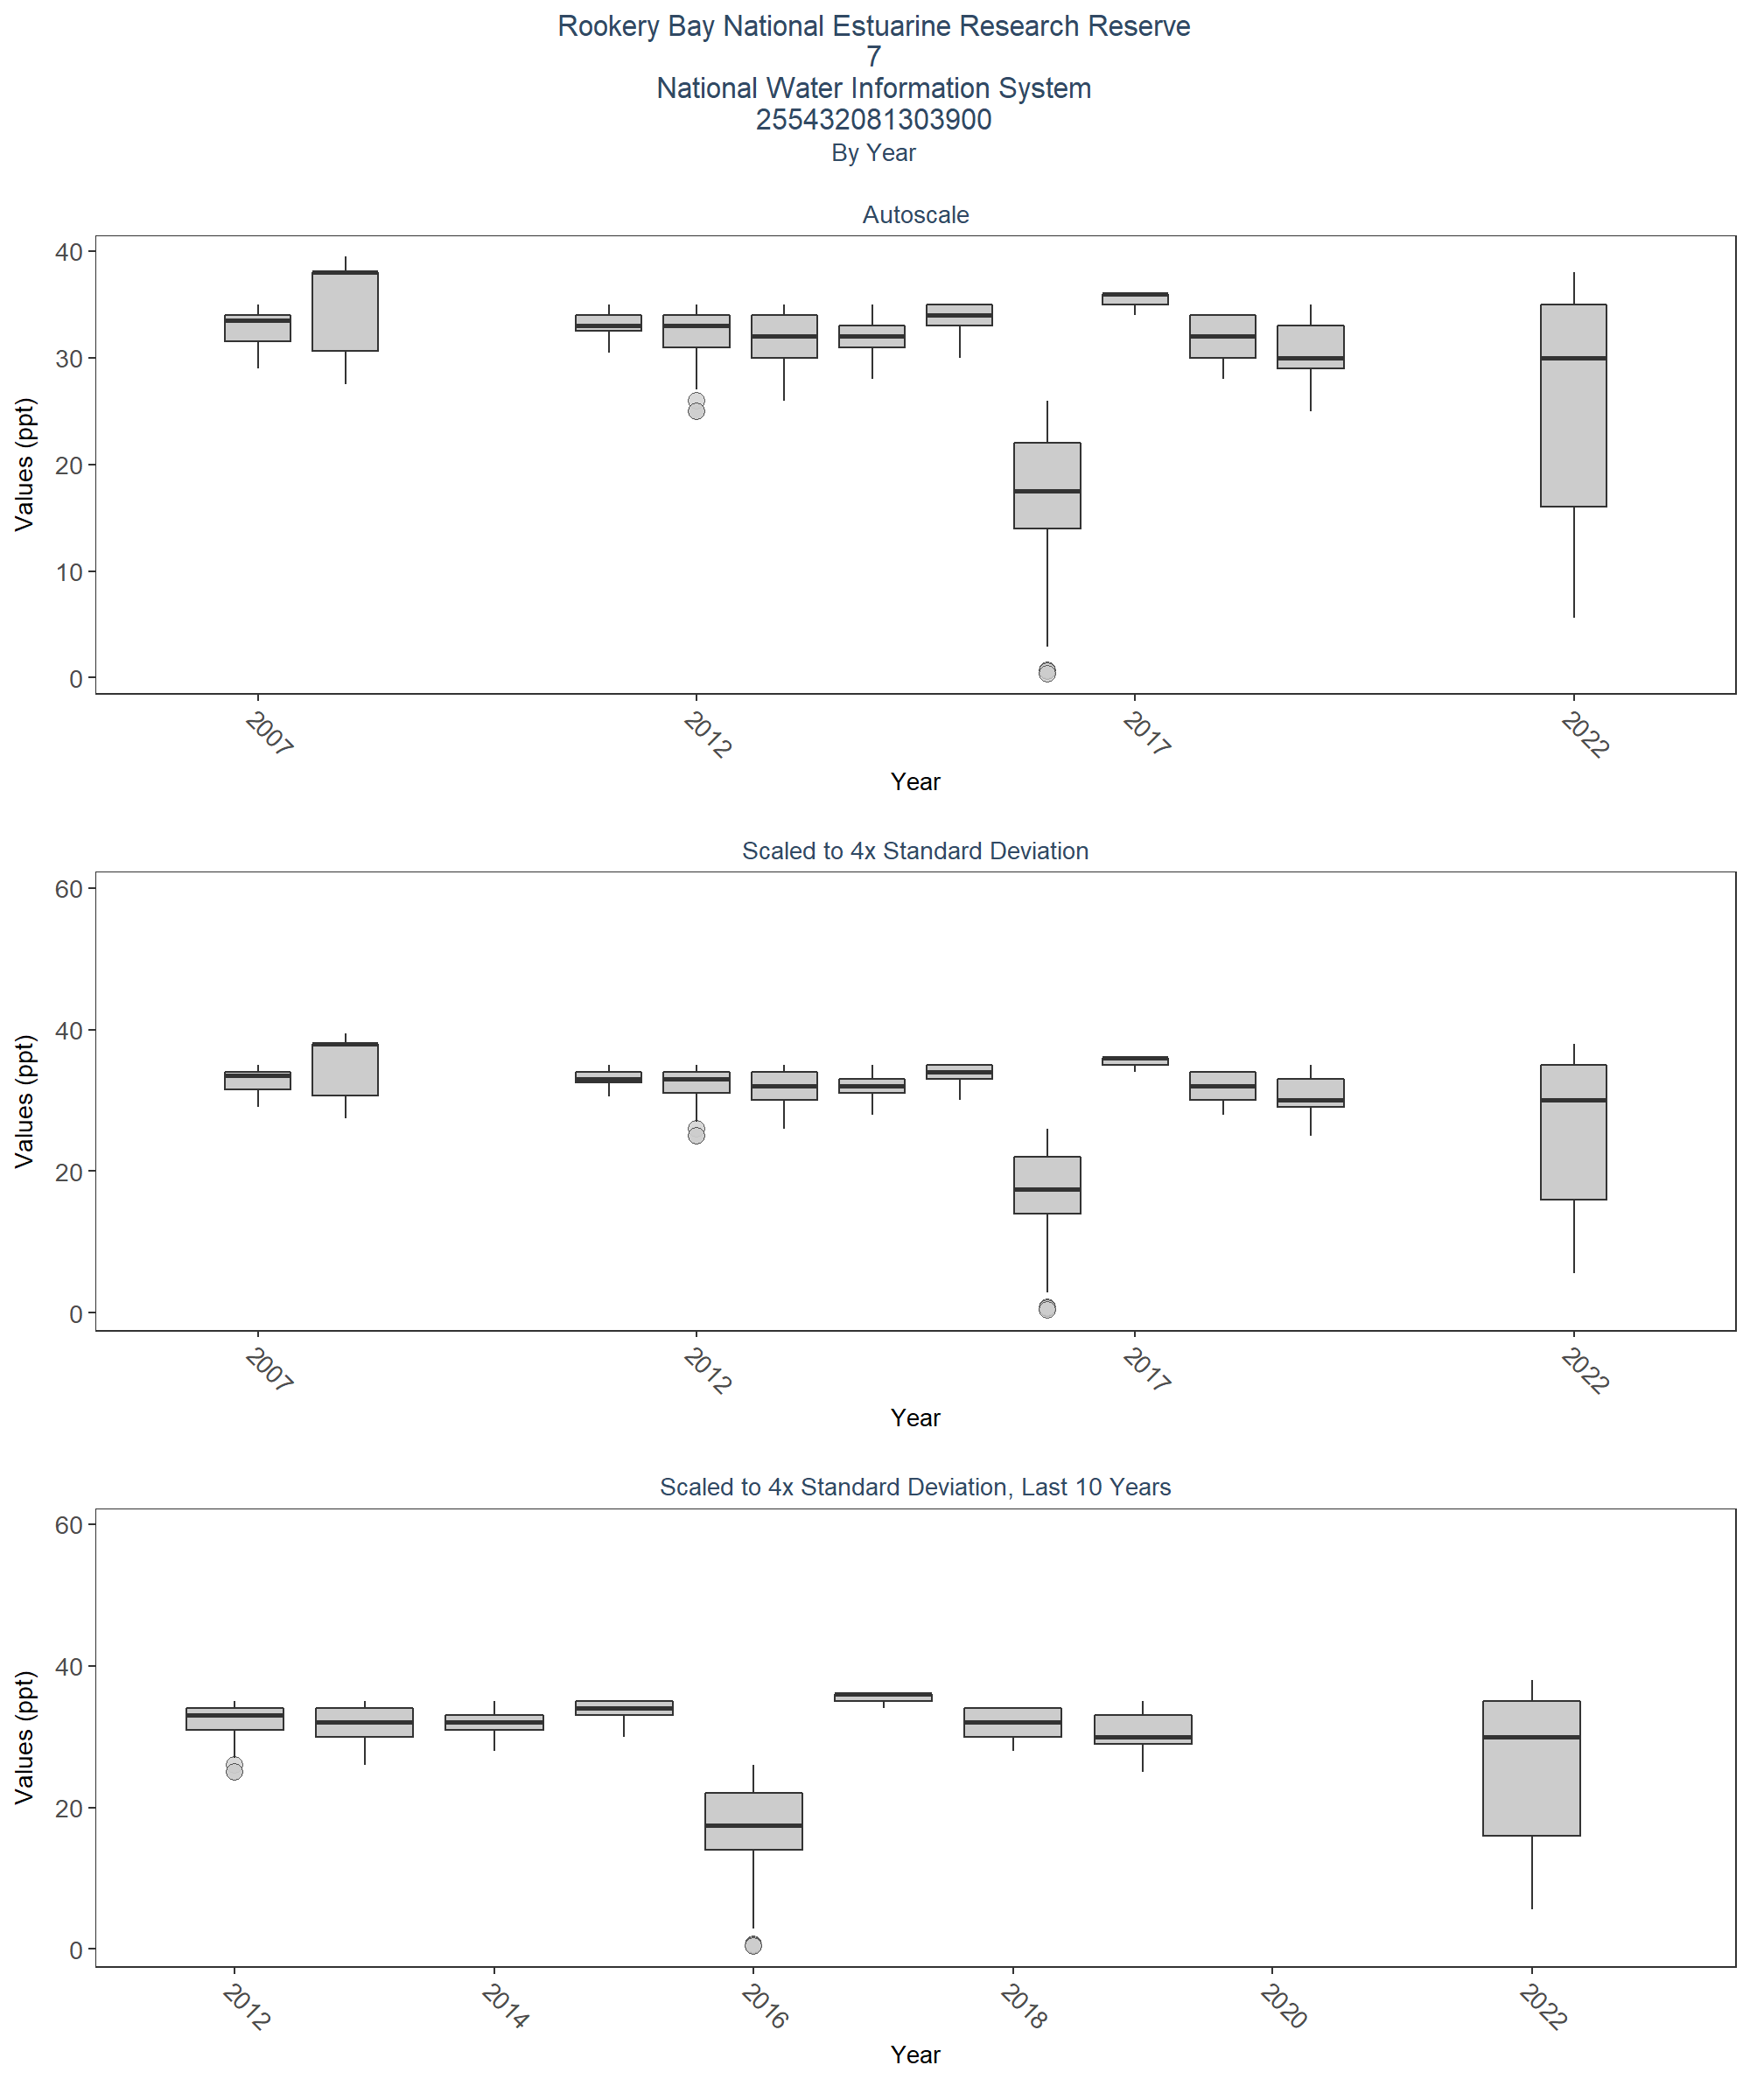 Rookery Bay National Estuarine Research Reserve
7
National Water Information System
255432081303900
By Year
Autoscale
Values (ppt)
40
30
20
10
0
2007
2012
2017
2022
Year
Scaled to 4x Standard Deviation
Values (ppt)
60
40
20
0
2007
2012
2017
2022
Year
Scaled to 4x Standard Deviation, Last 10 Years
Values (ppt)
60
40
20
0
2012
2014
2016
2018
2020
2022
Year